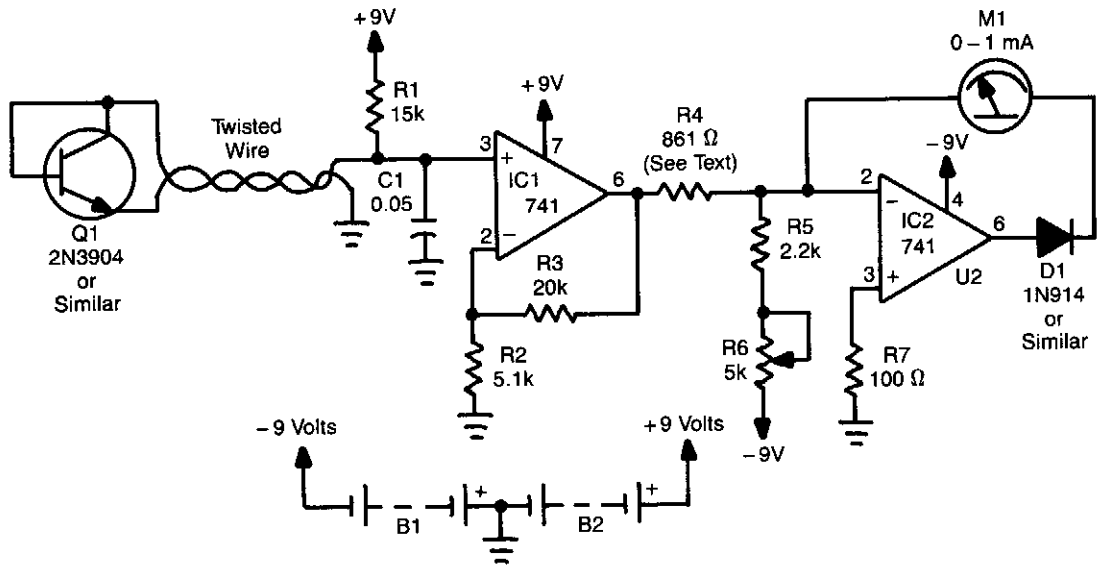 +9V
R1
15k
Twisted
Wire
C1
0.05
Q1
2N3904
or
Similar
+9V
3
+
7
IC1
741
6
2
−
R3
20k
R2
5.1k
R4
861 Ω
(See Text)
M1
0 – 1 mA
−9V
2
−
4
IC2
741
6
U2
3
+
D1
1N914
or
Similar
R5
2.2k
R6
5k
−9V
R7
100 Ω
−9 Volts
+9 Volts
+
+
B1
B2